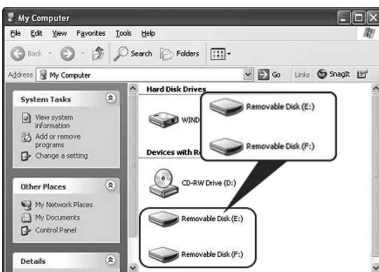 My Computer
File Edit View Favorites Tools Help
Back Search Folders
Address My Computer Go Links SnagIt
System Tasks
View system information
Add or remove programs
Change a setting
Other Places
My Network Places
My Documents
Control Panel
Details
Hard Disk Drives
WIND
Removable Disk (E:)
Removable Disk (F:)
Devices with R
CD-RW Drive (D:)
Removable Disk (E:)
Removable Disk (F:)